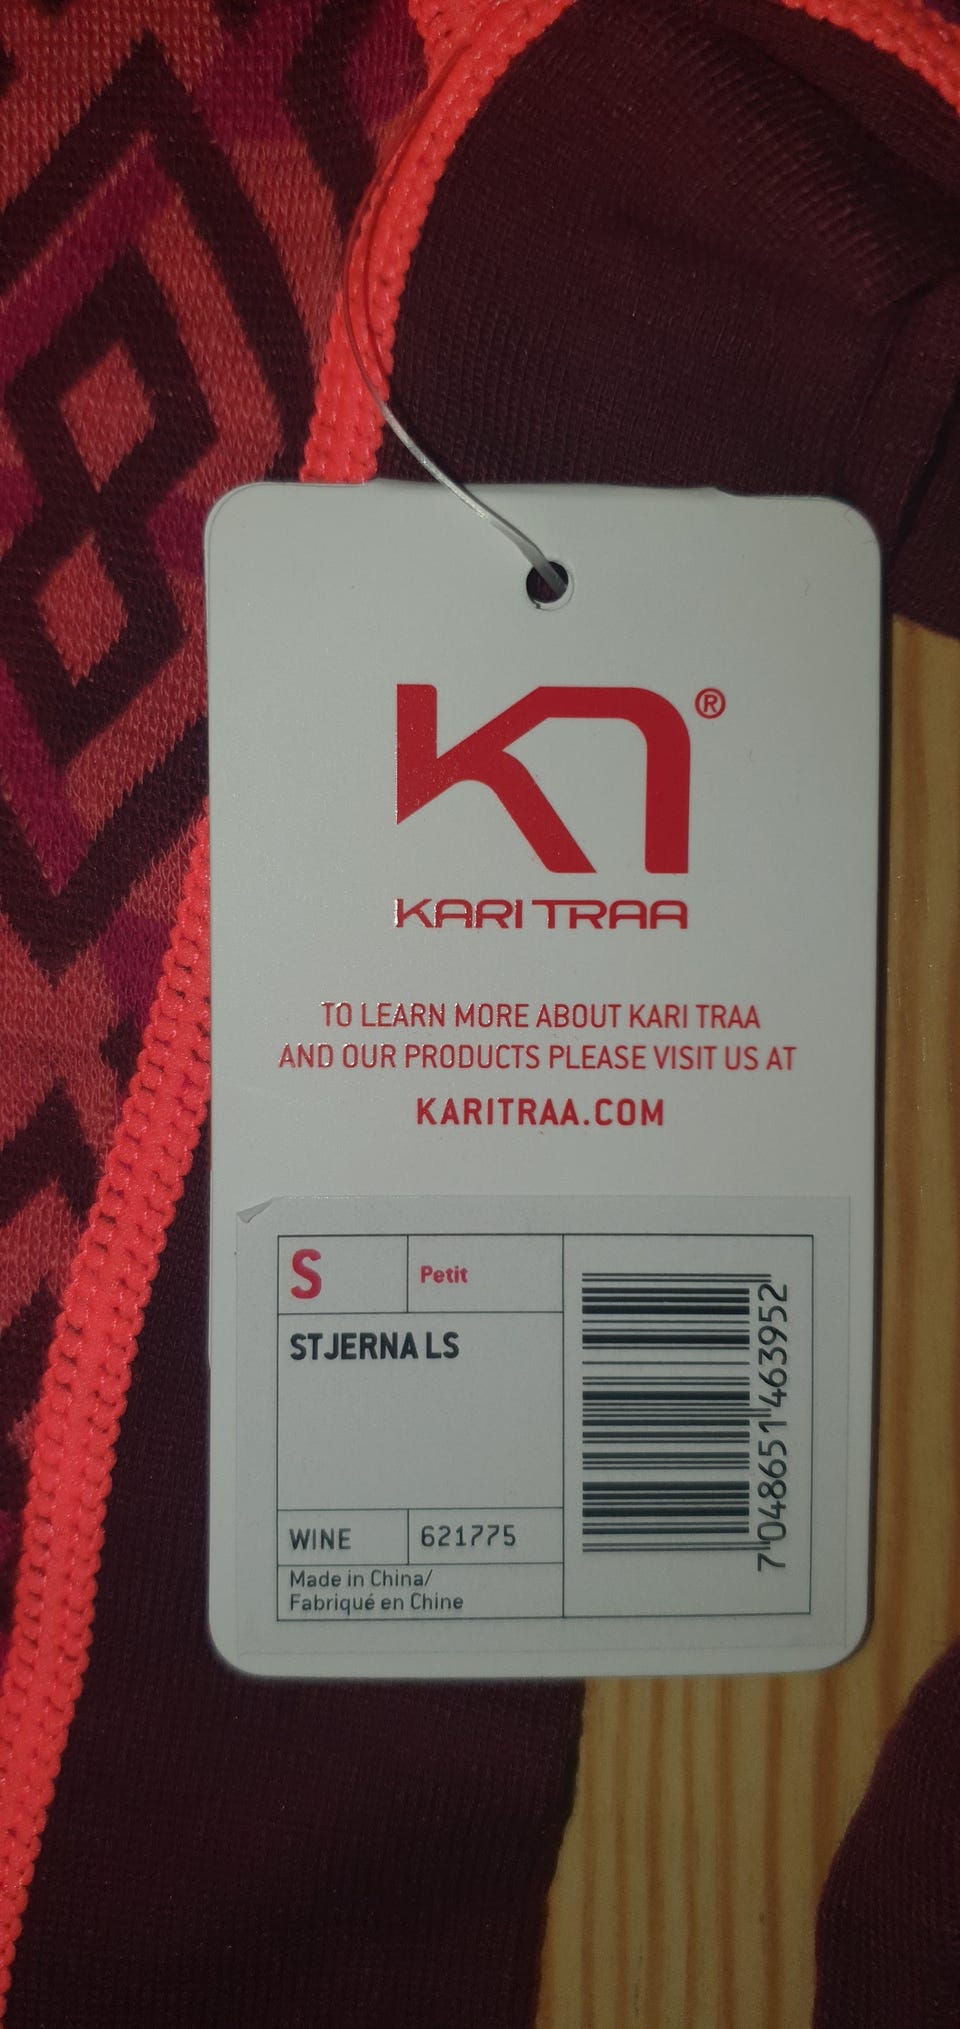 KT®
KARI TRAA
TO LEARN MORE ABOUT KARI TRAA
AND OUR PRODUCTS PLEASE VISIT US AT
KARITRAA.COM
S Petit
STJERNA LS
WINE 621775
Made in China/
Fabriqué en Chine
7 048651 463952